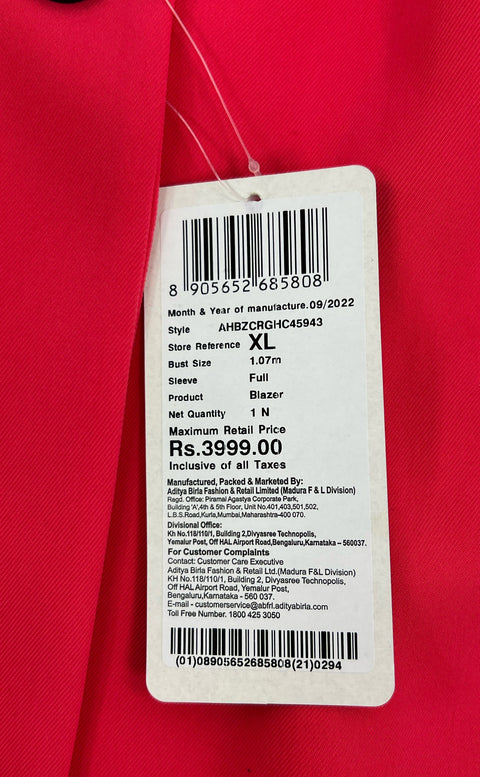 8 905652 685808
Month & Year of manufacture.09/2022
Style AHBZCRGHC45943
Store Reference XL
Bust Size 1.07m
Sleeve Full
Product Blazer
Net Quantity 1 N
Maximum Retail Price
Rs.3999.00
Inclusive of all Taxes
Manufactured, Packed & Marketed By:
Aditya Birla Fashion & Retail Limited (Madura F & L Division)
Regd. Office: Piramal Agastya Corporate Park,
Building 'A',4th & 5th Floor, Unit No.401,403,501,502,
L.B.S.Road,Kurla,Mumbai,Maharashtra-400 070.
Divisional Office:
Kh No.118/110/1, Building 2,Divyasree Technopolis,
Yemalur Post, Off HAL Airport Road,Bengaluru,Karnataka – 560037.
For Customer Complaints
Contact: Customer Care Executive
Aditya Birla Fashion & Retail Ltd.(Madura F&L Division)
KH No.118/110/1, Building 2, Divyasree Technopolis,
Off HAL Airport Road, Yemalur Post,
Bengaluru,Karnataka - 560 037.
E-mail - customerservice@abfrl.adityabirla.com
Toll Free Number. 1800 425 3050
(01)08905652685808(21)0294